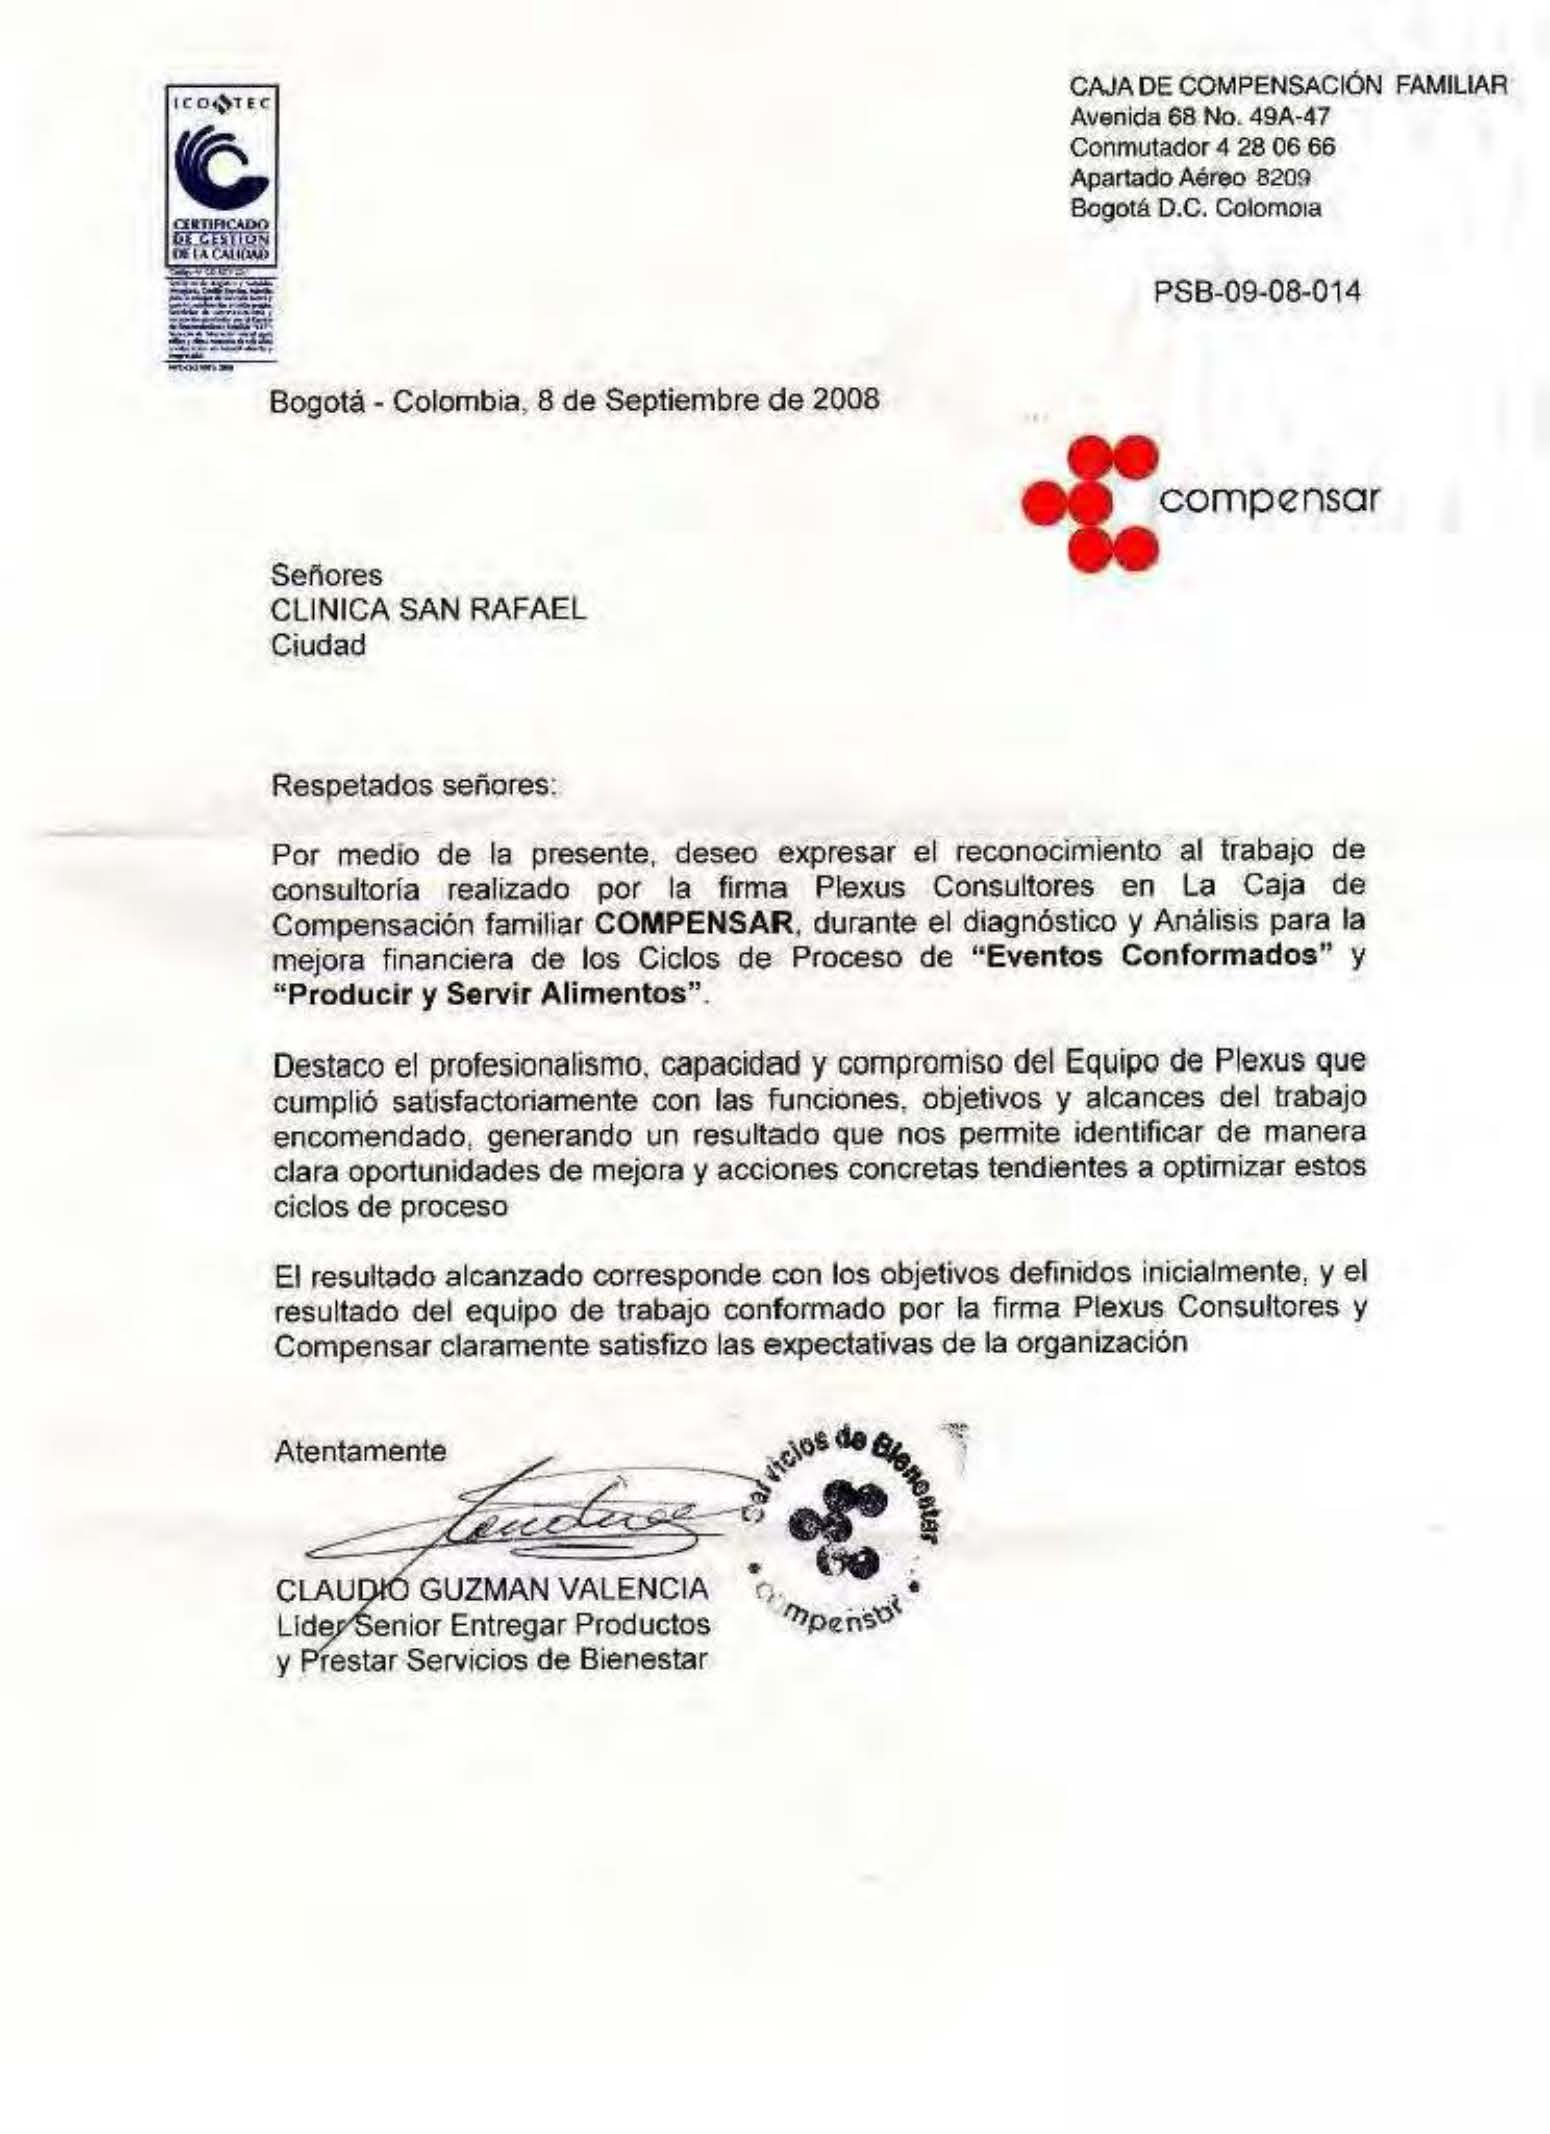 ICONTEC
CERTIFICADO
DE GESTION
DE LA CALIDAD
CAJA DE COMPENSACIÓN FAMILIAR
Avenida 68 No. 49A-47
Conmutador 4 28 06 66
Apartado Aéreo 8209
Bogotá D.C. Colombia
PSB-09-08-014
Bogotá - Colombia, 8 de Septiembre de 2008
compensar
Señores
CLINICA SAN RAFAEL
Ciudad
Respetados señores:
Por medio de la presente, deseo expresar el reconocimiento al trabajo de
consultoría realizado por la firma Plexus Consultores en La Caja de
Compensación familiar COMPENSAR, durante el diagnóstico y Análisis para la
mejora financiera de los Ciclos de Proceso de “Eventos Conformados” y
“Producir y Servir Alimentos”.
Destaco el profesionalismo, capacidad y compromiso del Equipo de Plexus que
cumplió satisfactoriamente con las funciones, objetivos y alcances del trabajo
encomendado, generando un resultado que nos permite identificar de manera
clara oportunidades de mejora y acciones concretas tendientes a optimizar estos
ciclos de proceso
El resultado alcanzado corresponde con los objetivos definidos inicialmente, y el
resultado del equipo de trabajo conformado por la firma Plexus Consultores y
Compensar claramente satisfizo las expectativas de la organización
Atentamente
Servicios de Bienestar
compensar
CLAUDIO GUZMAN VALENCIA
Lider Senior Entregar Productos
y Prestar Servicios de Bienestar